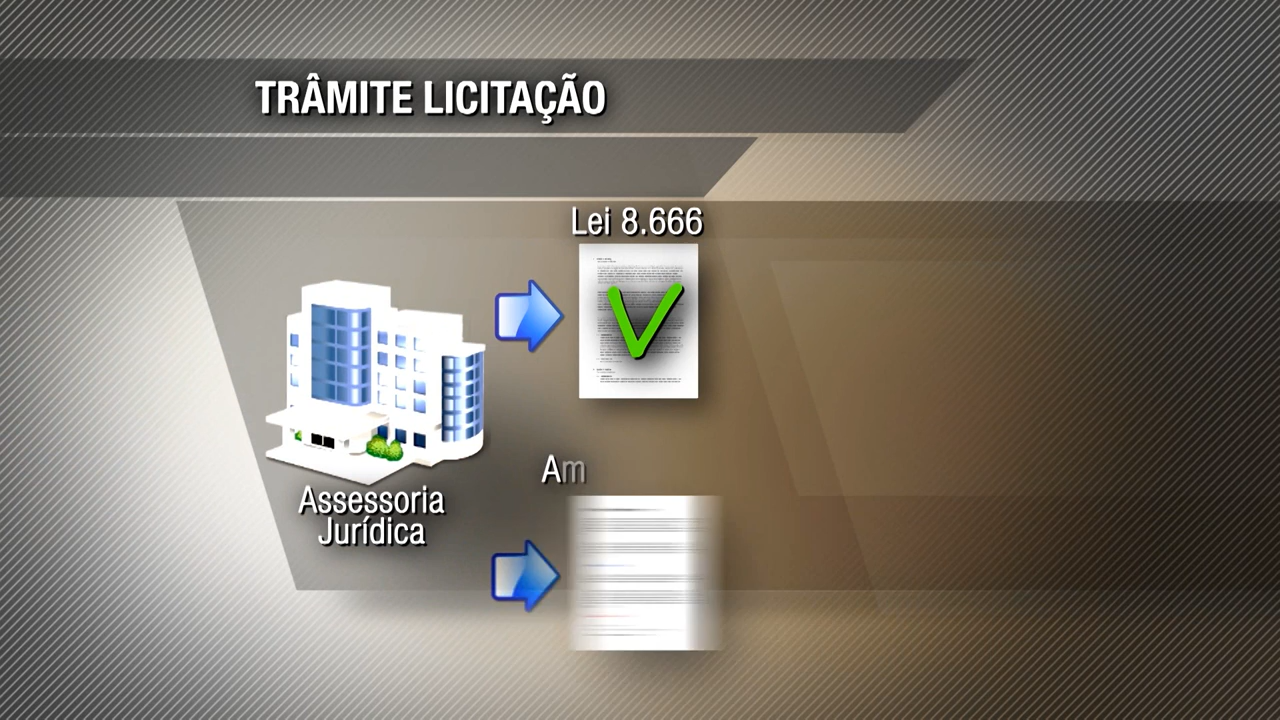 TRÂMITE LICITAÇÃO
Lei 8.666
Assessoria
Jurídica
Am